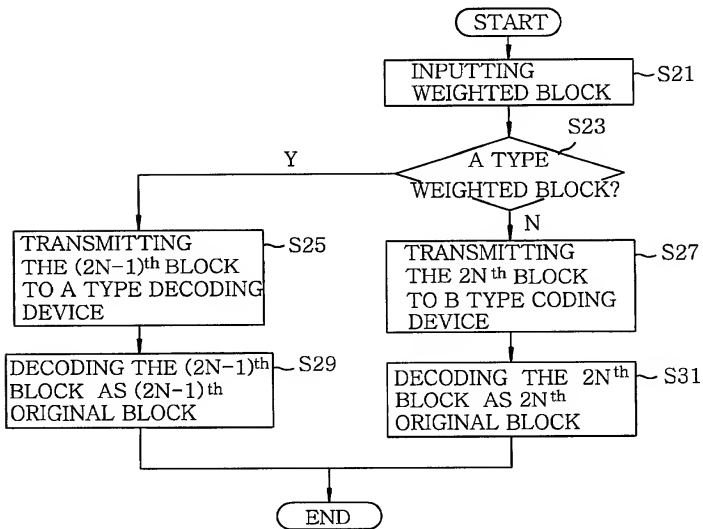 START
INPUTTING
WEIGHTED BLOCK
S21
S23
A TYPE
WEIGHTED BLOCK?
Y
N
TRANSMITTING
THE (2N-1)th BLOCK
TO A TYPE DECODING
DEVICE
S25
TRANSMITTING
THE 2Nth BLOCK
TO B TYPE CODING
DEVICE
S27
DECODING THE (2N-1)th
BLOCK AS (2N-1)th
ORIGINAL BLOCK
S29
DECODING THE 2Nth
BLOCK AS 2Nth
ORIGINAL BLOCK
S31
END